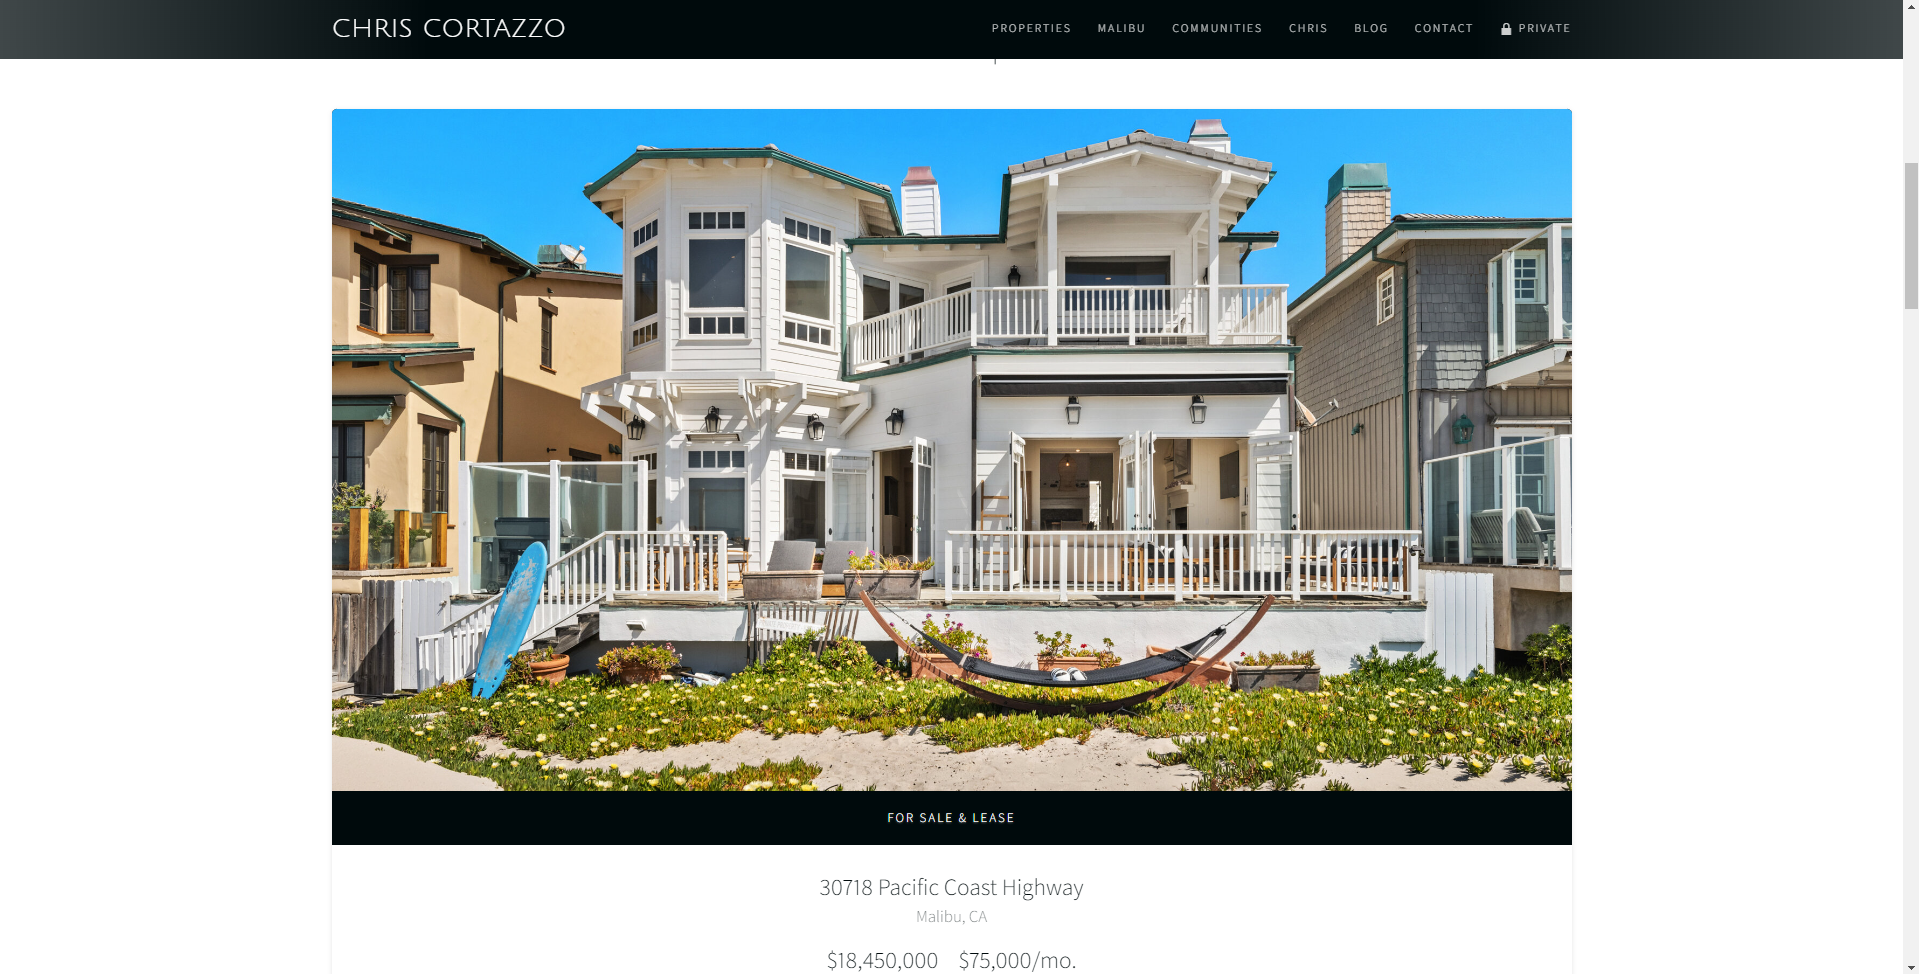 CHRIS CORTAZZO
PROPERTIES MALIBU COMMUNITIES CHRIS BLOG CONTACT PRIVATE
FOR SALE & LEASE
30718 Pacific Coast Highway
Malibu, CA
$18,450,000 $75,000/mo.